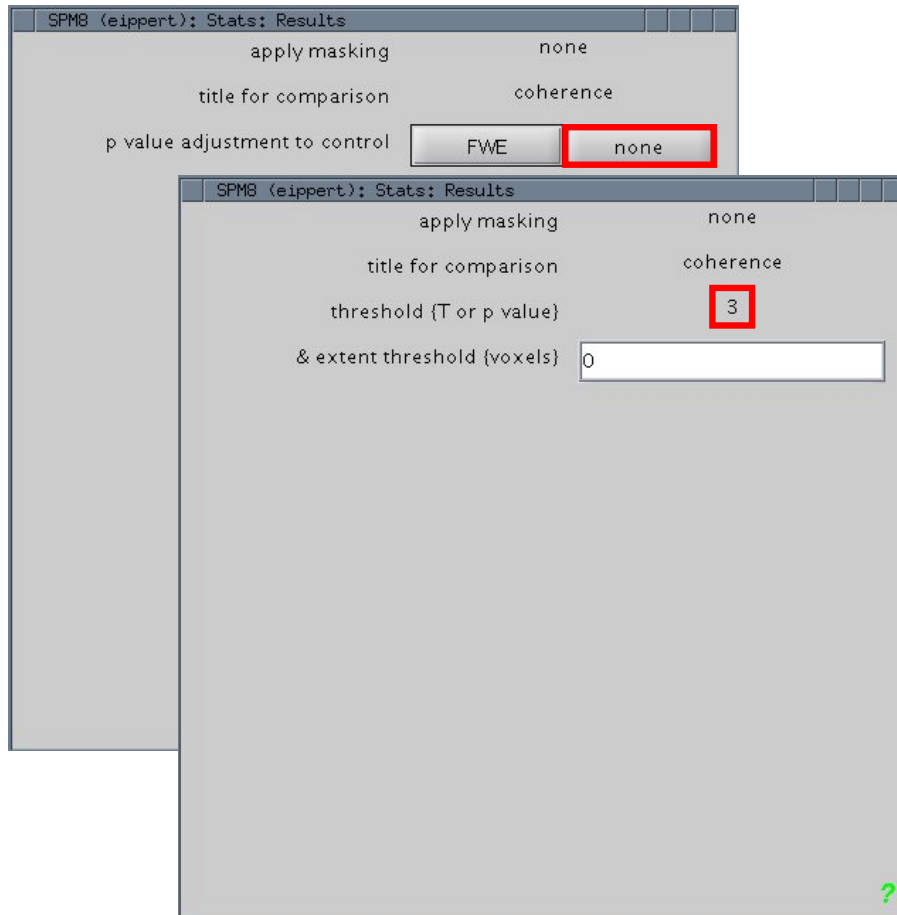 SPM8 (eippert): Stats: Results
apply masking none
title for comparison coherence
p value adjustment to control FWE none
SPM8 (eippert): Stats: Results
apply masking none
title for comparison coherence
threshold {T or p value} 3
& extent threshold {voxels} 0
?